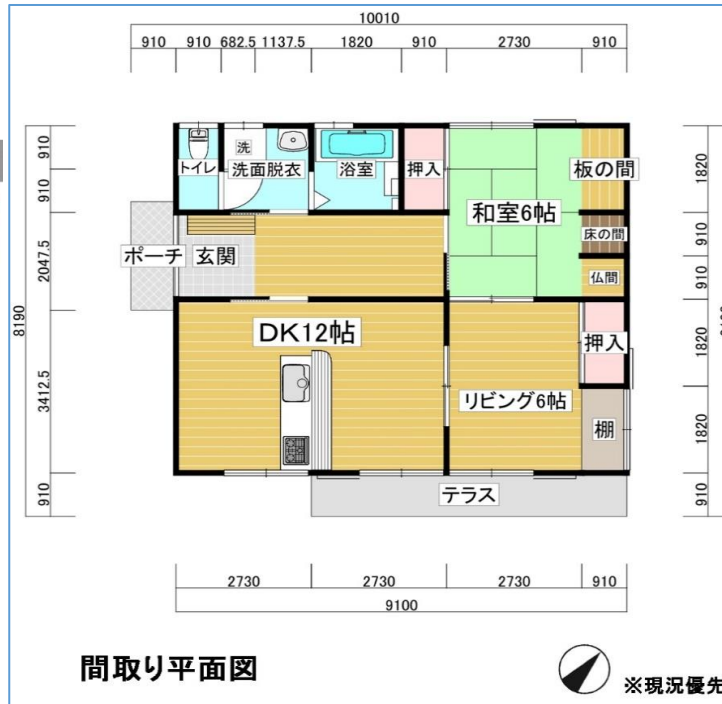 10010
910 910 682.5 1137.5 1820 910 2730 910
910
910
2047.5
3412.5
910
8190
トイレ
洗
洗面脱衣
浴室
押入
和室6帖
板の間
床の間
仏間
ポーチ
玄関
DK12帖
リビング6帖
押入
棚
テラス
1820
910
910
1820
1820
910
2730 2730 2730 910
9100
間取り平面図
※現況優先